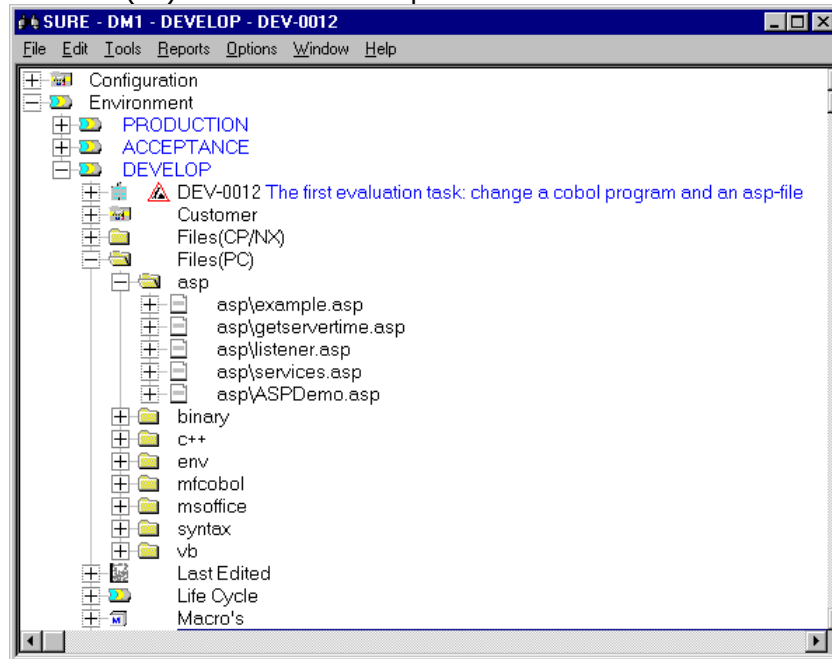 SURE - DM1 - DEVELOP - DEV-0012
File Edit Tools Reports Options Window Help
Configuration
Environment
PRODUCTION
ACCEPTANCE
DEVELOP
DEV-0012 The first evaluation task: change a cobol program and an asp-file
Customer
Files(CP/NX)
Files(PC)
asp
asp\example.asp
asp\getservertime.asp
asp\listener.asp
asp\services.asp
asp\ASPDemo.asp
binary
c++
env
mfcobol
msoffice
syntax
vb
Last Edited
Life Cycle
Macro's